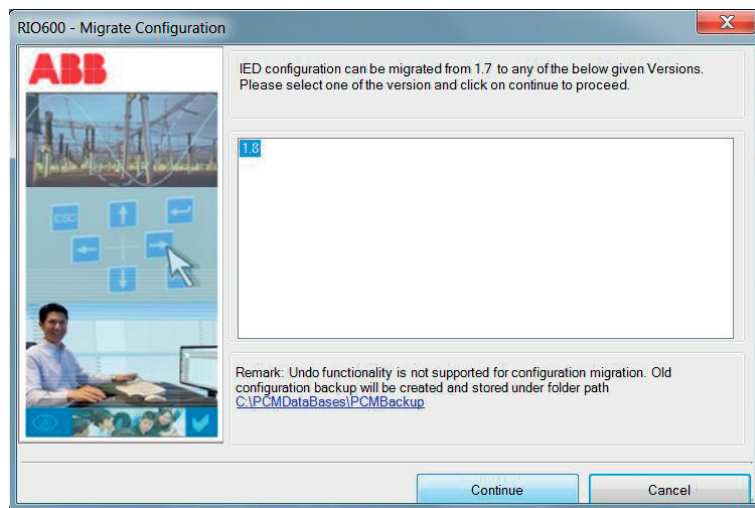 RIO600 - Migrate Configuration
ABB
IED configuration can be migrated from 1.7 to any of the below given Versions.
Please select one of the version and click on continue to proceed.
1.8
ESC
Remark: Undo functionality is not supported for configuration migration. Old
configuration backup will be created and stored under folder path
C:\PCMDataBases\PCMBackup
Continue
Cancel